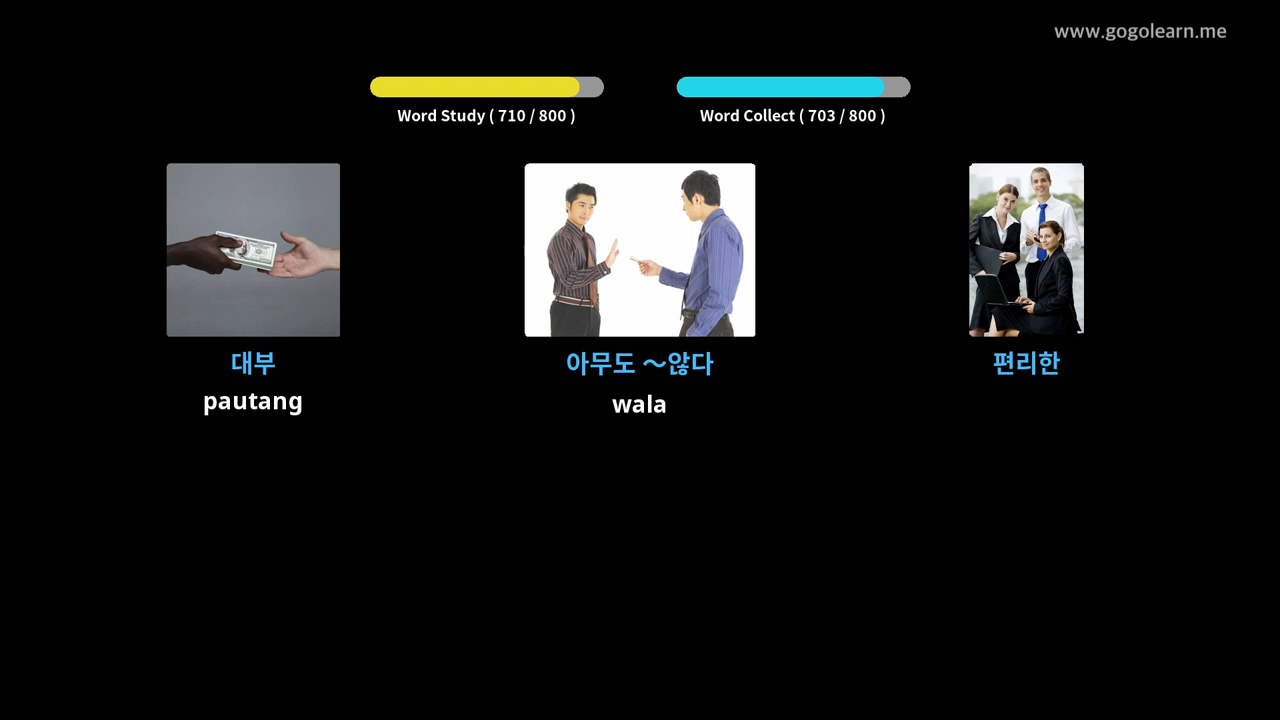 www.gogolearn.me
Word Study ( 710 / 800 )
Word Collect ( 703 / 800 )
대부
아무도 ~않다
편리한
pautang
wala